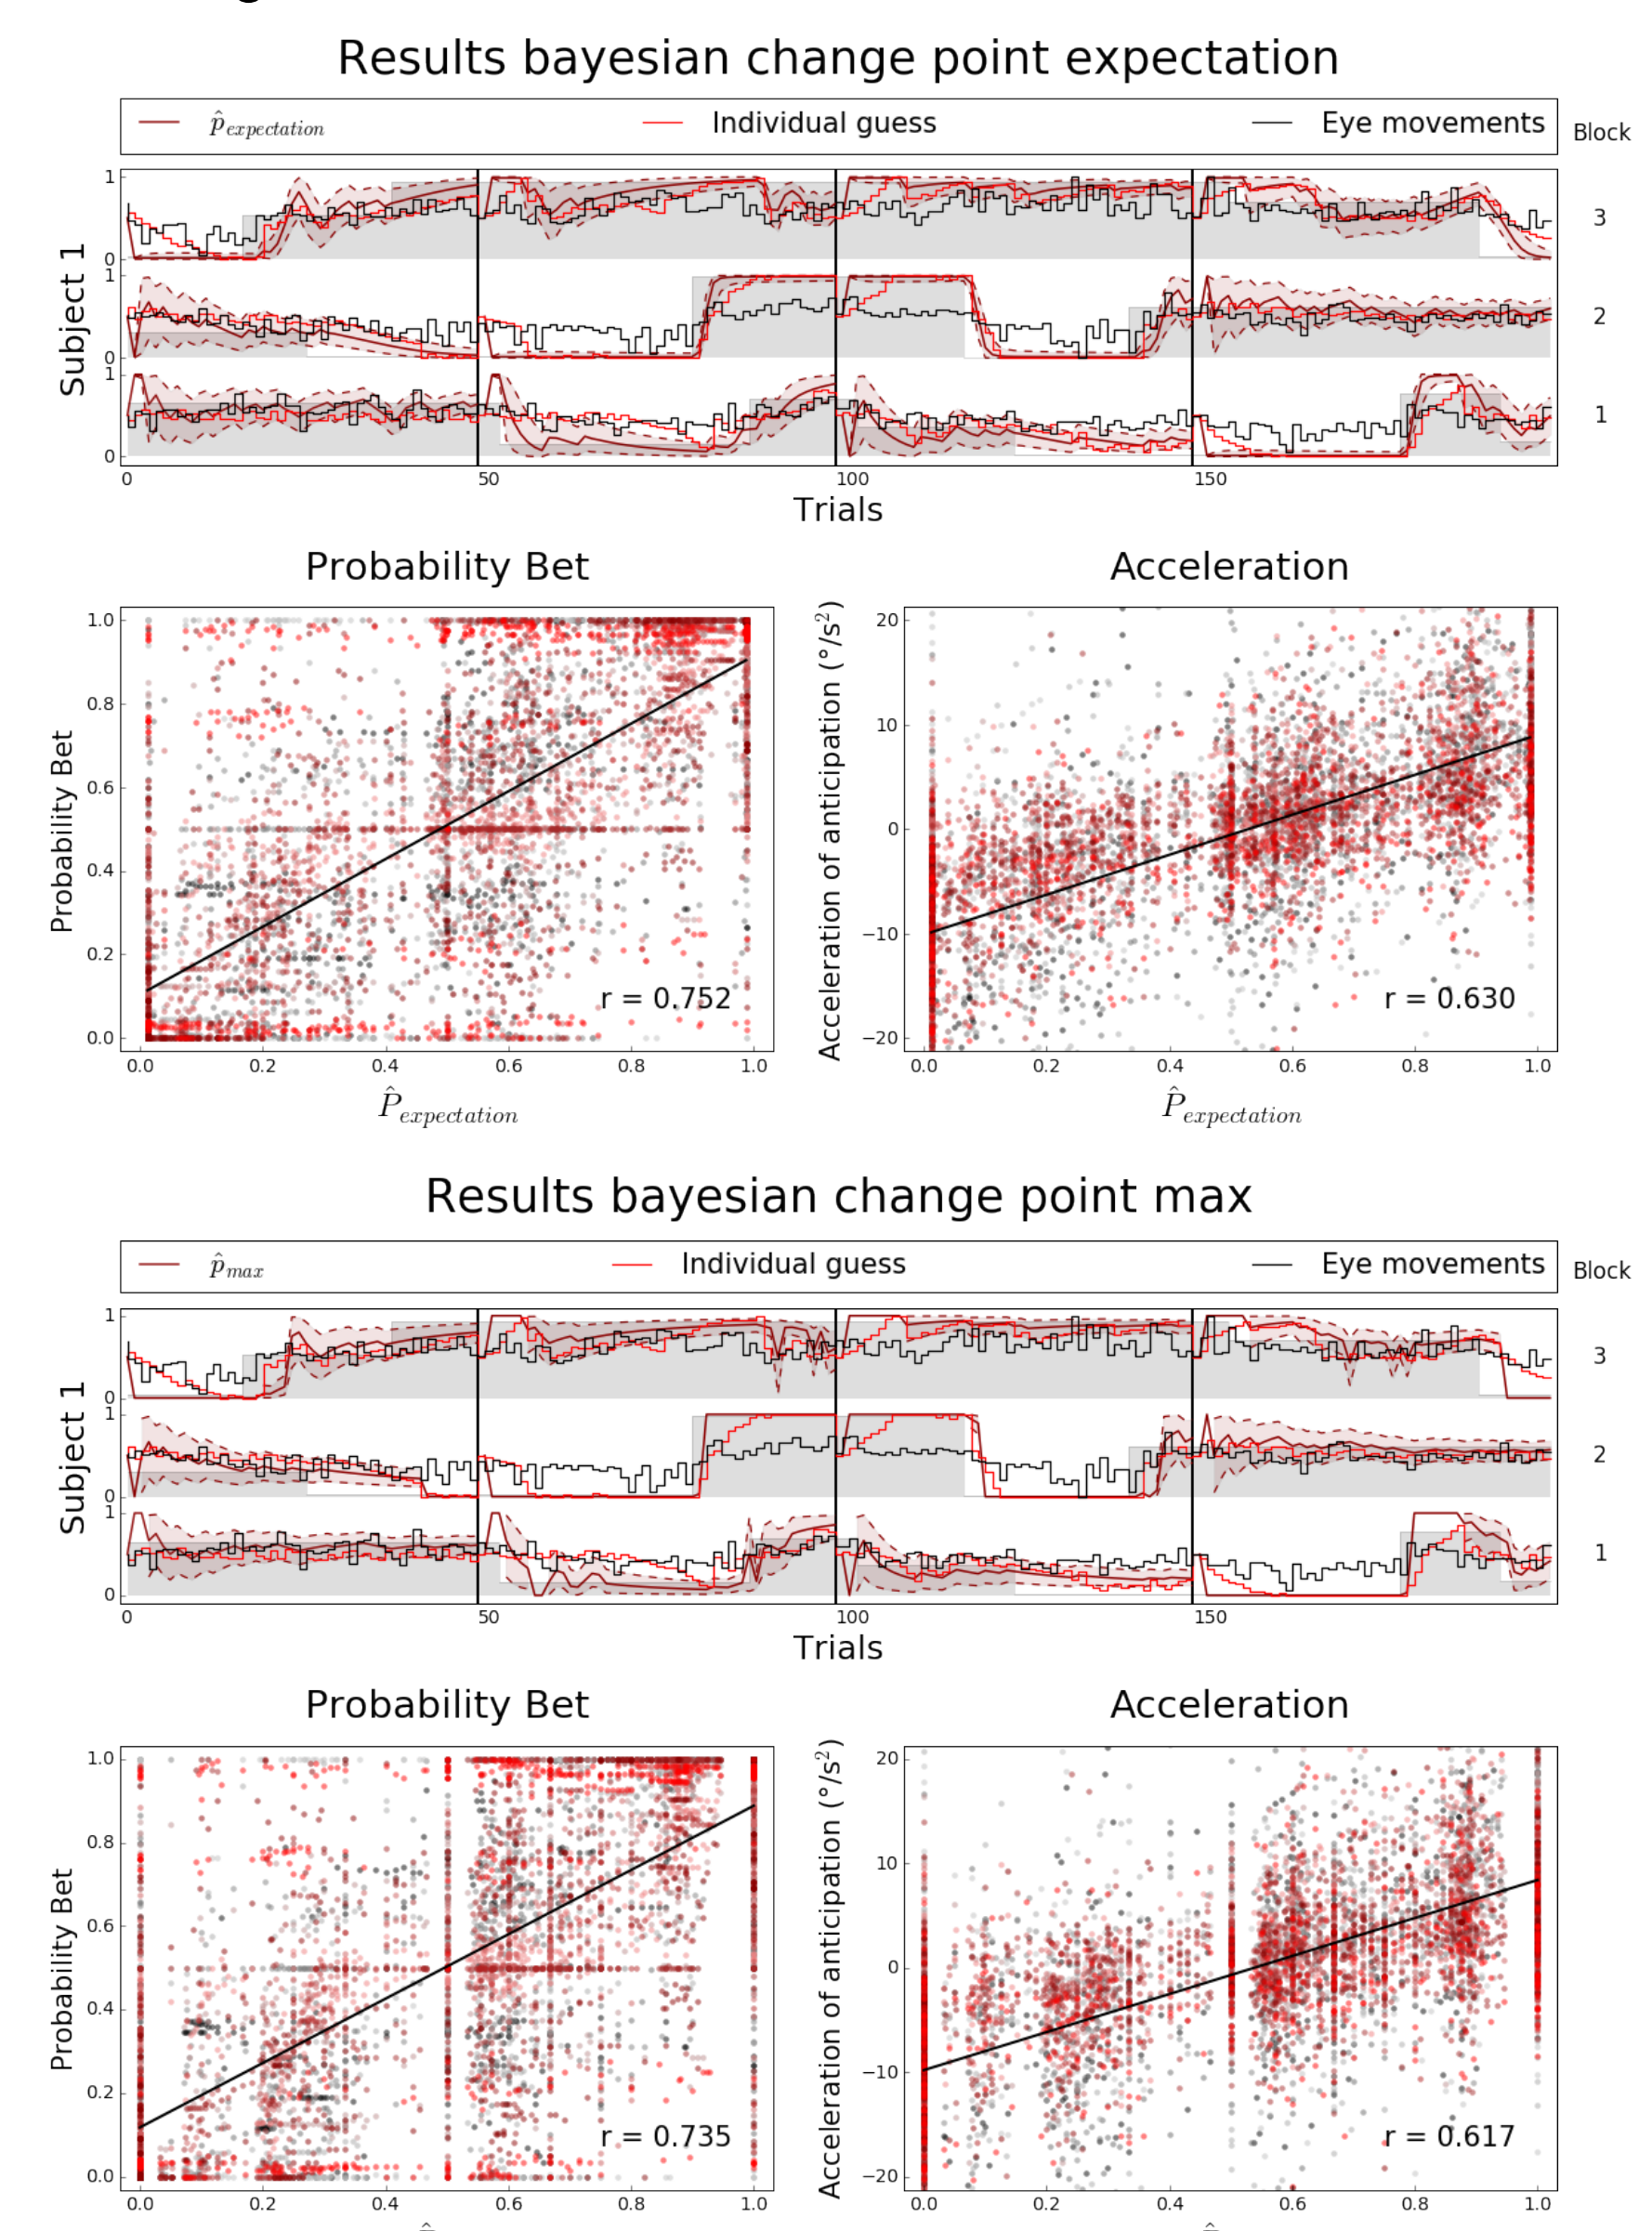 Results bayesian change point expectation
p̂expectation Individual guess Eye movements Block
1
0
1
0
1
0
Subject 1
3
2
1
0 50 100 150
Trials
Probability Bet
Probability Bet
1.0
0.8
0.6
0.4
0.2
0.0
r = 0.752
0.0 0.2 0.4 0.6 0.8 1.0
P̂expectation
Acceleration
Acceleration of anticipation (°/s²)
20
10
0
−10
−20
r = 0.630
0.0 0.2 0.4 0.6 0.8 1.0
P̂expectation
Results bayesian change point max
p̂max Individual guess Eye movements Block
1
0
1
0
1
0
Subject 1
3
2
1
0 50 100 150
Trials
Probability Bet
Probability Bet
1.0
0.8
0.6
0.4
0.2
0.0
r = 0.735
0.0 0.2 0.4 0.6 0.8 1.0
Acceleration
Acceleration of anticipation (°/s²)
20
10
0
−10
−20
r = 0.617
0.0 0.2 0.4 0.6 0.8 1.0